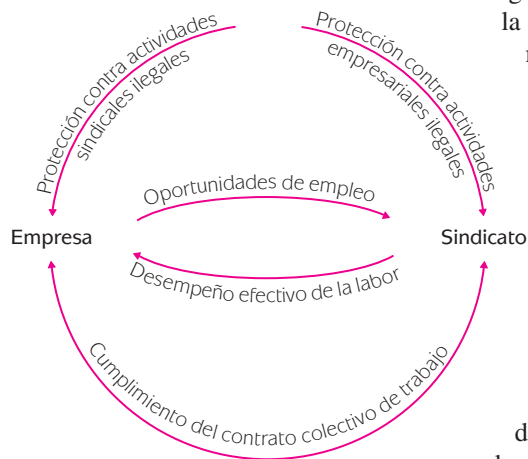 Protección contra actividades
sindicales ilegales
Protección contra actividades
empresariales ilegales
la
Oportunidades de empleo
Empresa
Sindicato
Desempeño efectivo de la labor
Cumplimiento del contrato colectivo de trabajo